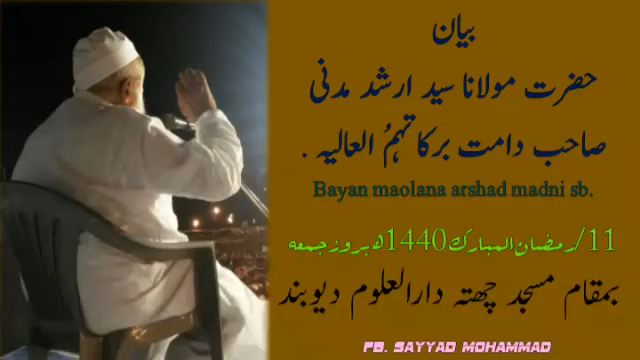 بیان
حضرت مولانا سید ارشد مدنی
صاحب دامت برکاتہمُ العالیہ .
Bayan maolana arshad madni sb.
11/رمضان المبارک 1440ھ بروز جمعہ
بمقام مسجد چھتہ دارالعلوم دیوبند
PB. SAYYAD MOHAMMAD